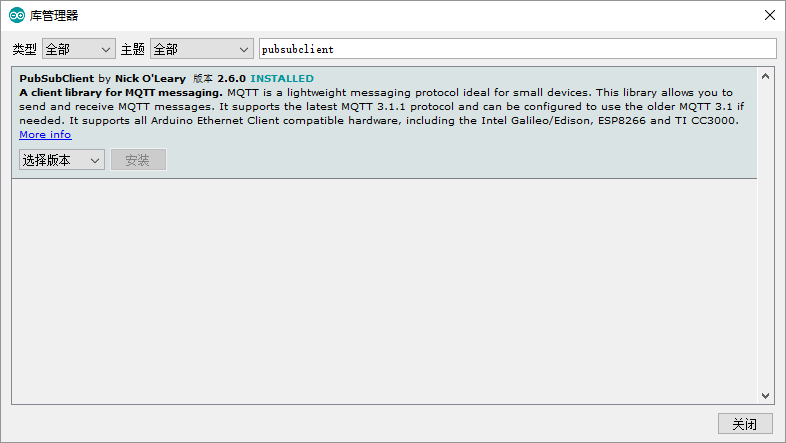 库管理器
类型 全部 主题 全部 pubsubclient
PubSubClient by Nick O'Leary 版本 2.6.0 INSTALLED
A client library for MQTT messaging. MQTT is a lightweight messaging protocol ideal for small devices. This library allows you to
send and receive MQTT messages. It supports the latest MQTT 3.1.1 protocol and can be configured to use the older MQTT 3.1 if
needed. It supports all Arduino Ethernet Client compatible hardware, including the Intel Galileo/Edison, ESP8266 and TI CC3000.
More info
选择版本 安装
关闭